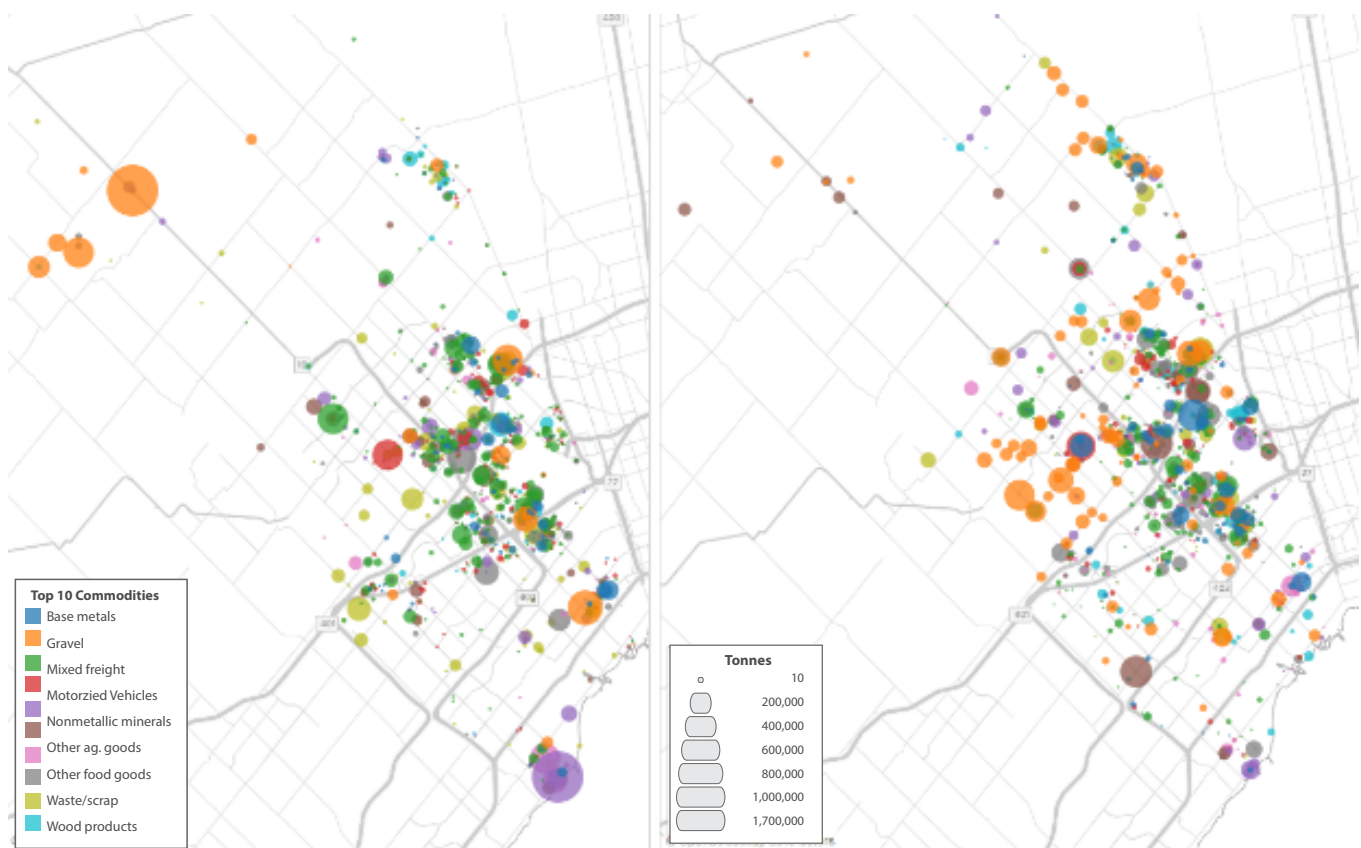 Top 10 Commodities
Base metals
Gravel
Mixed freight
Motorzied Vehicles
Nonmetallic minerals
Other ag. goods
Other food goods
Waste/scrap
Wood products
Tonnes
10
200,000
400,000
600,000
800,000
1,000,000
1,700,000